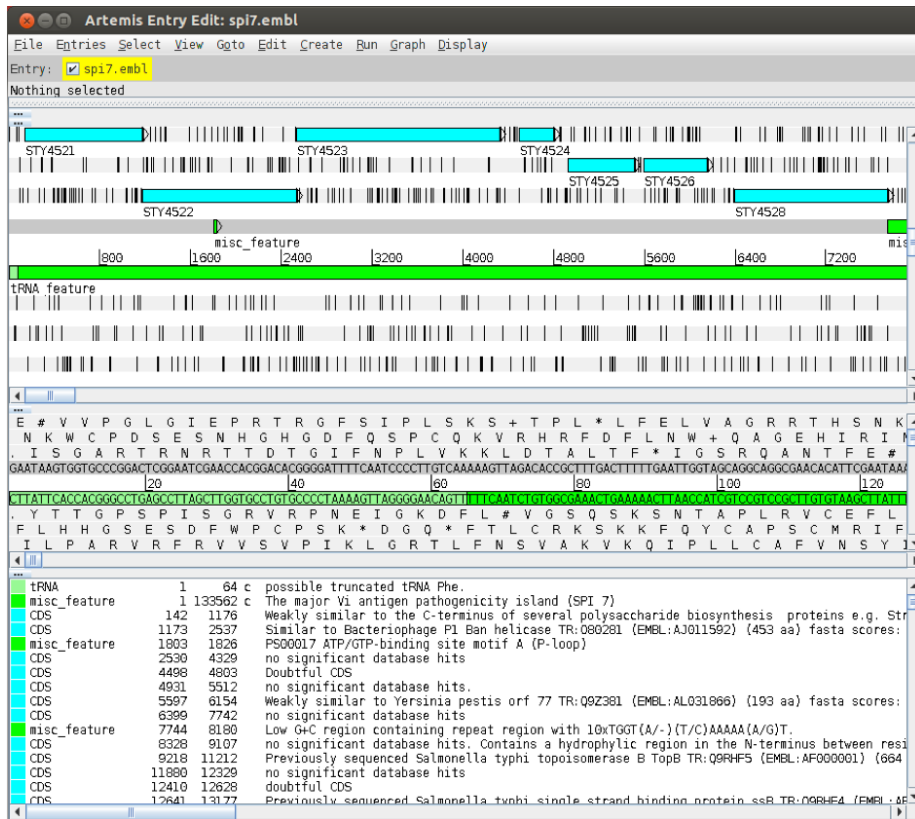 Artemis Entry Edit: spi7.embl
File Entries Select View Goto Edit Create Run Graph Display
Entry: spi7.embl
Nothing selected
STY4521 STY4523 STY4524
STY4525 STY4526
STY4522 STY4528
misc_feature mis
800 1600 2400 3200 4000 4800 5600 6400 7200
tRNA feature
E # V V P G L G I E P R T R G F S I P L S K S + T P L * L F E L V A G R R T H S N K
N K W C P D S E S N H G H G D F Q S P C Q K V R H R F D F L N W + Q A G E H I R I
. I S G A R T R N R T T D T G I F N P L V K K L D T A L T F * I G S R Q A N T F E #
20 40 60 80 100 120
. Y T T G P S P I S G R V R P N E I G K D F L # V G S Q S K S N T A P L R V C E F L
F L H H G S E S D F W P C P S K * D G Q * F T L C R K S K K F Q Y C A P S C M R I F
I L P A R V R F R V V S V P I K L G R T L F N S V A K V K Q I P L L C A F V N S Y
tRNA 1 64 c possible truncated tRNA Phe.
misc_feature 1 133562 c The major Vi antigen pathogenicity island (SPI 7)
CDS 142 1176 Weakly similar to the C-terminus of several polysaccharide biosynthesis proteins e.g. Str
CDS 1173 2537 Similar to Bacteriophage P1 Ban helicase TR:O80281 (EMBL:AJ011592) (453 aa) fasta scores:
misc_feature 1803 1826 PS00017 ATP/GTP-binding site motif A (P-loop)
CDS 2530 4329 no significant database hits
CDS 4498 4803 Doubtful CDS
CDS 4931 5512 no significant database hits.
CDS 5597 6154 Weakly similar to Yersinia pestis orf 77 TR:Q9Z381 (EMBL:AL031866) (193 aa) fasta scores:
CDS 6399 7742 no significant database hits
misc_feature 7744 8180 Low G+C region containing repeat region with 10xTGGT(A/-)(T/C)AAAAA(A/G)T.
CDS 8328 9107 no significant database hits. Contains a hydrophylic region in the N-terminus between resi
CDS 9218 11212 Previously sequenced Salmonella typhi topoisomerase B TopB TR:Q9RHF5 (EMBL:AF000001) (664
CDS 11880 12329 no significant database hits
CDS 12410 12628 doubtful CDS
CDS 12641 13177 Previously sequenced Salmonella typhi single strand binding protein ssB TR:Q9RHF4 (EMBL:AF